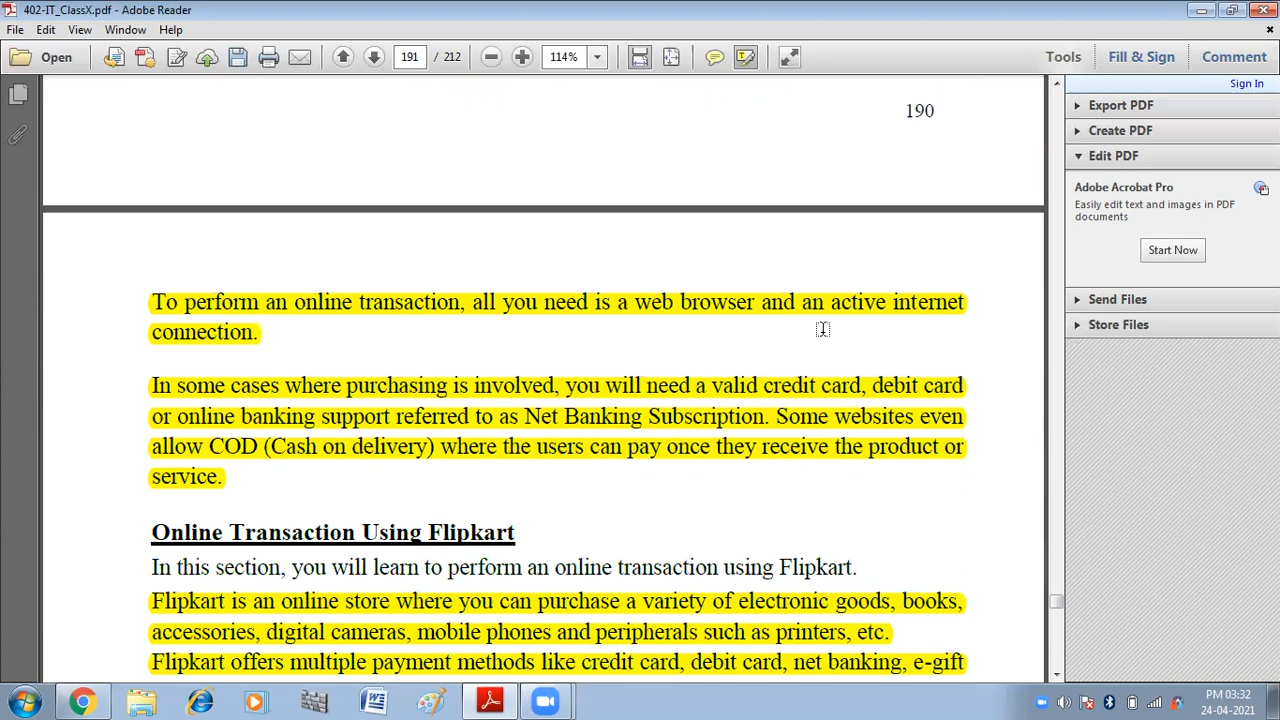 402-IT_ClassX.pdf - Adobe Reader
File Edit View Window Help
Open 191 / 212 114% Tools Fill & Sign Comment
Sign In
190
Export PDF
Create PDF
Edit PDF
Adobe Acrobat Pro
Easily edit text and images in PDF
documents
Start Now
Send Files
Store Files
To perform an online transaction, all you need is a web browser and an active internet
connection.
In some cases where purchasing is involved, you will need a valid credit card, debit card
or online banking support referred to as Net Banking Subscription. Some websites even
allow COD (Cash on delivery) where the users can pay once they receive the product or
service.
Online Transaction Using Flipkart
In this section, you will learn to perform an online transaction using Flipkart.
Flipkart is an online store where you can purchase a variety of electronic goods, books,
accessories, digital cameras, mobile phones and peripherals such as printers, etc.
Flipkart offers multiple payment methods like credit card, debit card, net banking, e-gift
PM 03:32
24-04-2021